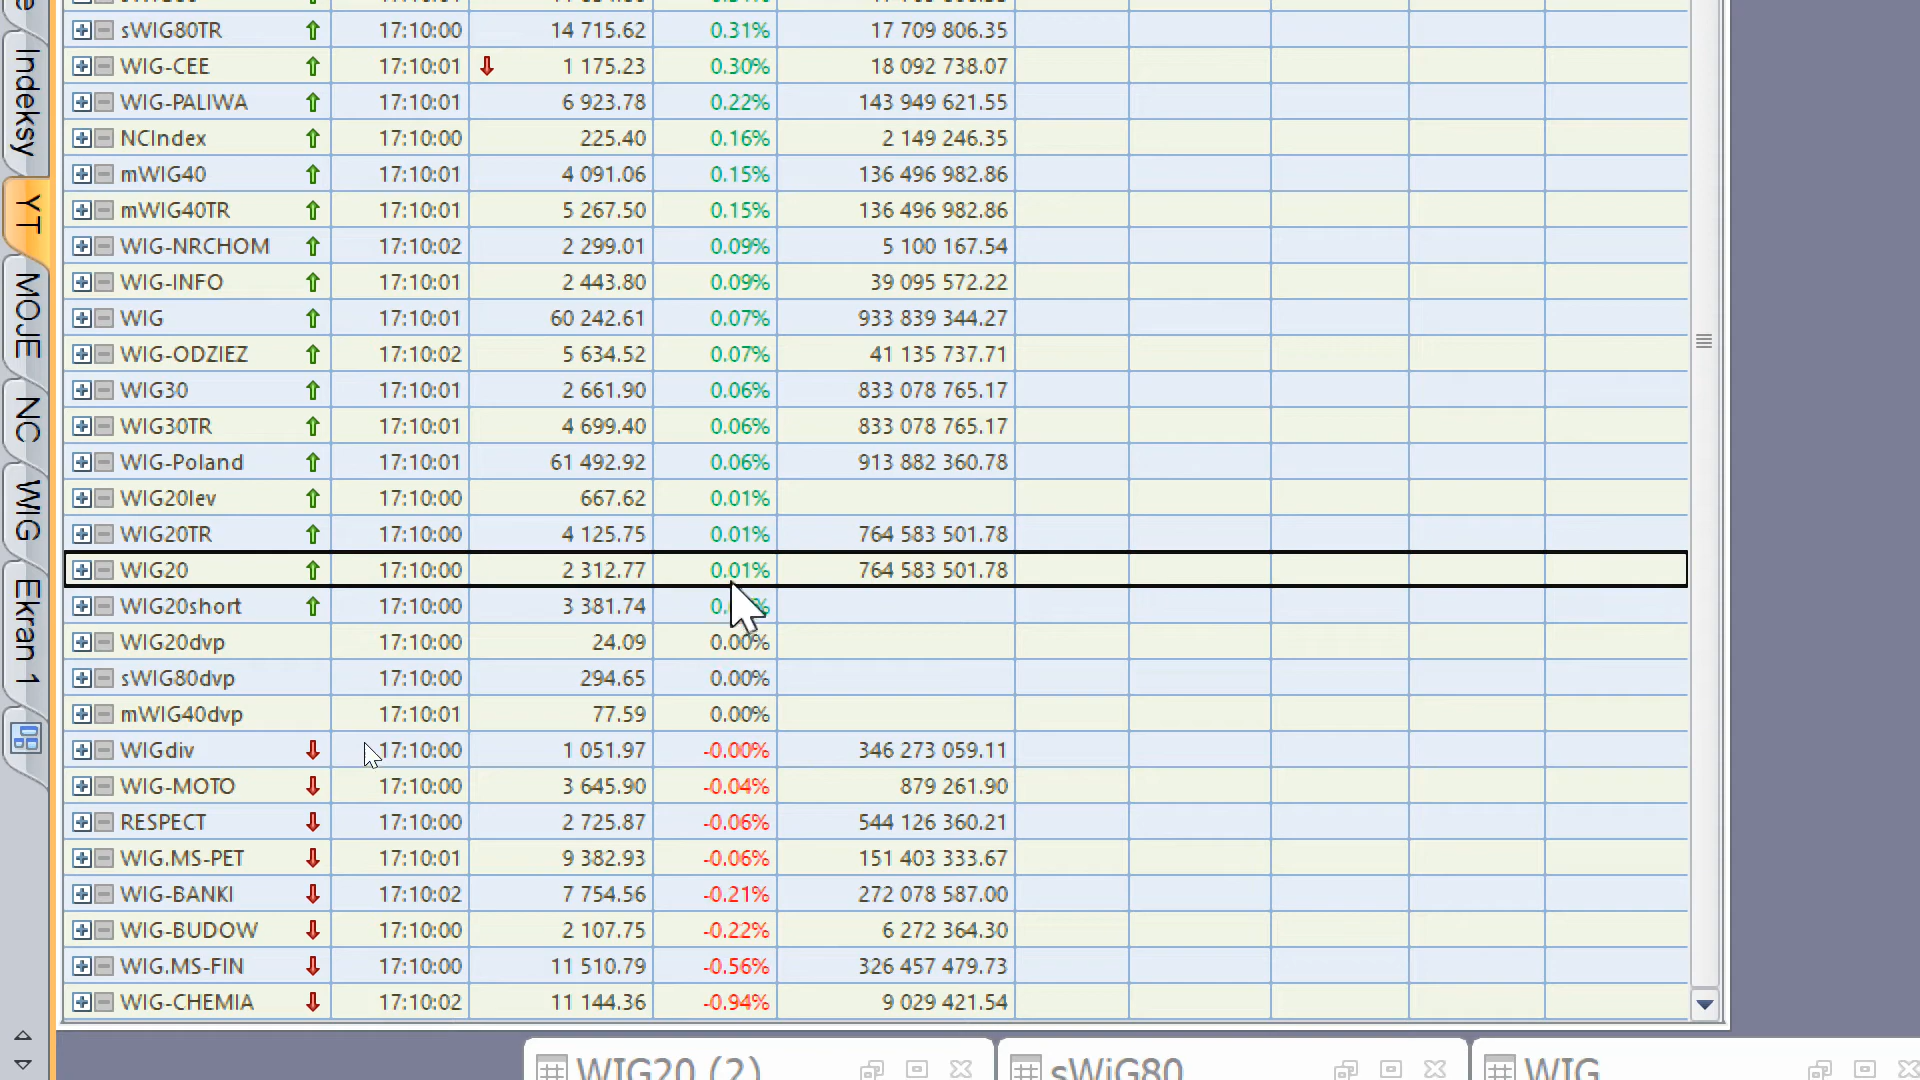 sWIG80TR 17:10:00 14 715.62 0.31% 17 709 806.35
WIG-CEE 17:10:01 1 175.23 0.30% 18 092 738.07
WIG-PALIWA 17:10:01 6 923.78 0.22% 143 949 621.55
NCIndex 17:10:00 225.40 0.16% 2 149 246.35
mWIG40 17:10:01 4 091.06 0.15% 136 496 982.86
mWIG40TR 17:10:01 5 267.50 0.15% 136 496 982.86
WIG-NRCHOM 17:10:02 2 299.01 0.09% 5 100 167.54
WIG-INFO 17:10:01 2 443.80 0.09% 39 095 572.22
WIG 17:10:01 60 242.61 0.07% 933 839 344.27
WIG-ODZIEZ 17:10:02 5 634.52 0.07% 41 135 737.71
WIG30 17:10:01 2 661.90 0.06% 833 078 765.17
WIG30TR 17:10:01 4 699.40 0.06% 833 078 765.17
WIG-Poland 17:10:01 61 492.92 0.06% 913 882 360.78
WIG20lev 17:10:00 667.62 0.01%
WIG20TR 17:10:00 4 125.75 0.01% 764 583 501.78
WIG20 17:10:00 2 312.77 0.01% 764 583 501.78
WIG20short 17:10:00 3 381.74
WIG20dvp 17:10:00 24.09 0.00%
sWIG80dvp 17:10:00 294.65 0.00%
mWIG40dvp 17:10:01 77.59 0.00%
WIGdiv 17:10:00 1 051.97 -0.00% 346 273 059.11
WIG-MOTO 17:10:00 3 645.90 -0.04% 879 261.90
RESPECT 17:10:00 2 725.87 -0.06% 544 126 360.21
WIG.MS-PET 17:10:01 9 382.93 -0.06% 151 403 333.67
WIG-BANKI 17:10:02 7 754.56 -0.21% 272 078 587.00
WIG-BUDOW 17:10:00 2 107.75 -0.22% 6 272 364.30
WIG.MS-FIN 17:10:00 11 510.79 -0.56% 326 457 479.73
WIG-CHEMIA 17:10:02 11 144.36 -0.94% 9 029 421.54
Indeksy
YT
MOJE
NC
WIG
Ekran 1
WIG20 (2)
sWiG80
WIG